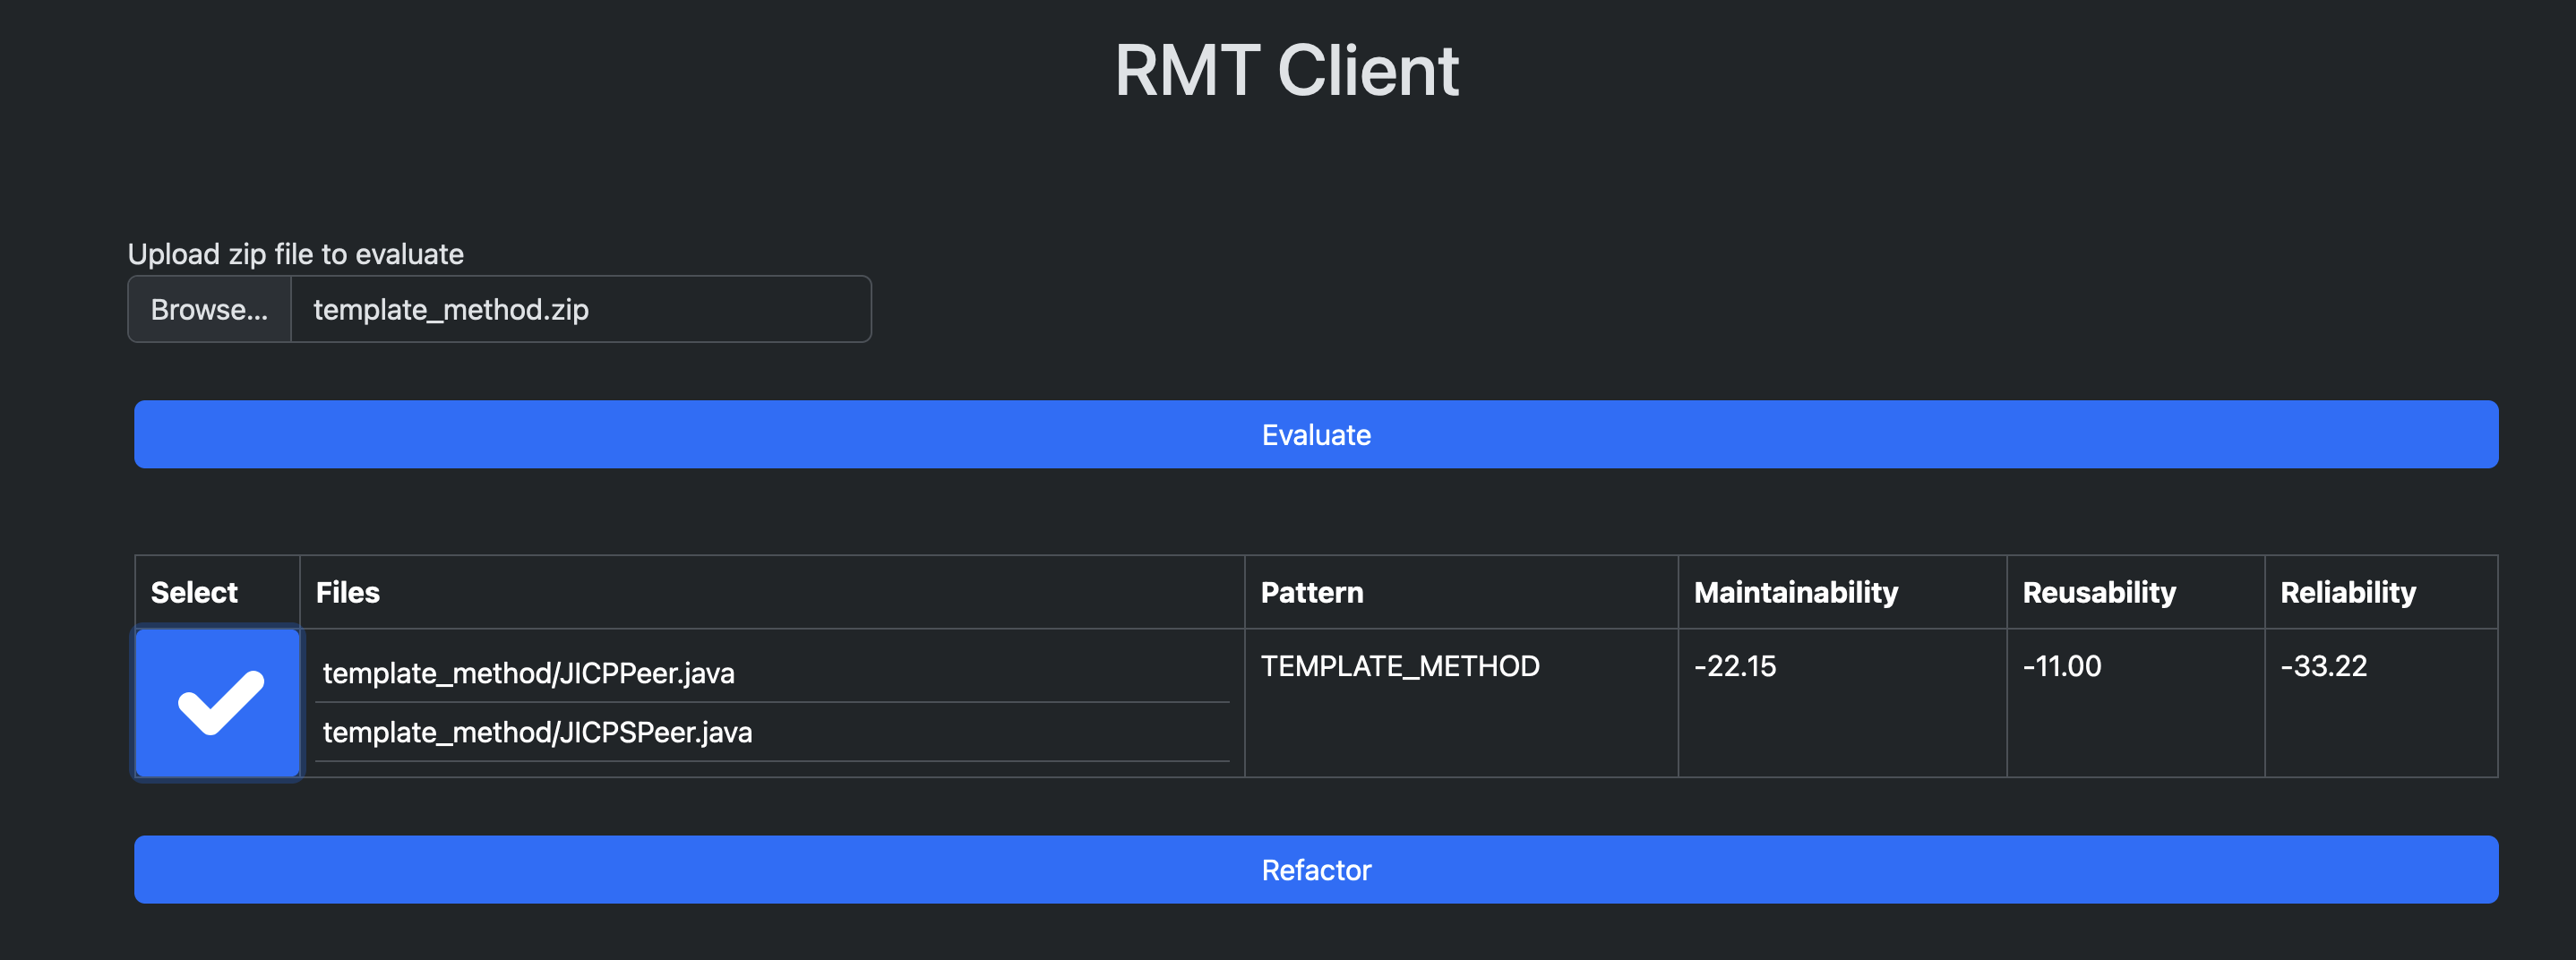 RMT Client
Upload zip file to evaluate
Browse... template_method.zip
Evaluate
Select Files Pattern Maintainability Reusability Reliability
template_method/JICPPeer.java TEMPLATE_METHOD -22.15 -11.00 -33.22
template_method/JICPSPeer.java
Refactor